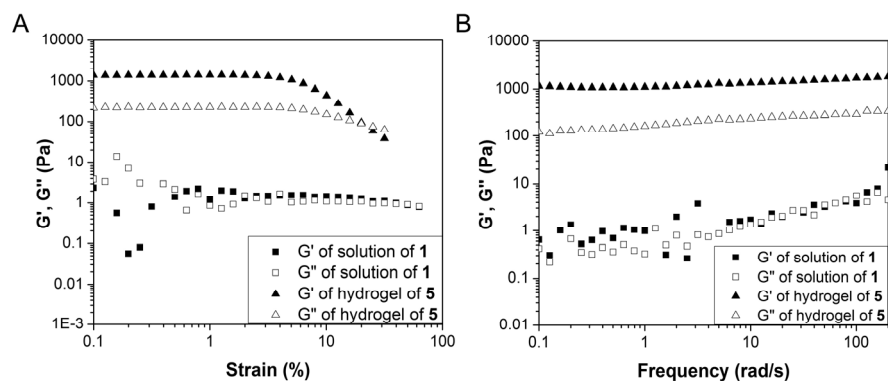 A
G', G'' (Pa)
10000
1000
100
10
1
0.1
0.01
1E-3
0.1
1
10
100
Strain (%)
G' of solution of 1
G'' of solution of 1
G' of hydrogel of 5
G'' of hydrogel of 5
B
G', G'' (Pa)
10000
1000
100
10
1
0.1
0.01
0.1
1
10
100
Frequency (rad/s)
G' of solution of 1
G'' of solution of 1
G' of hydrogel of 5
G'' of hydrogel of 5